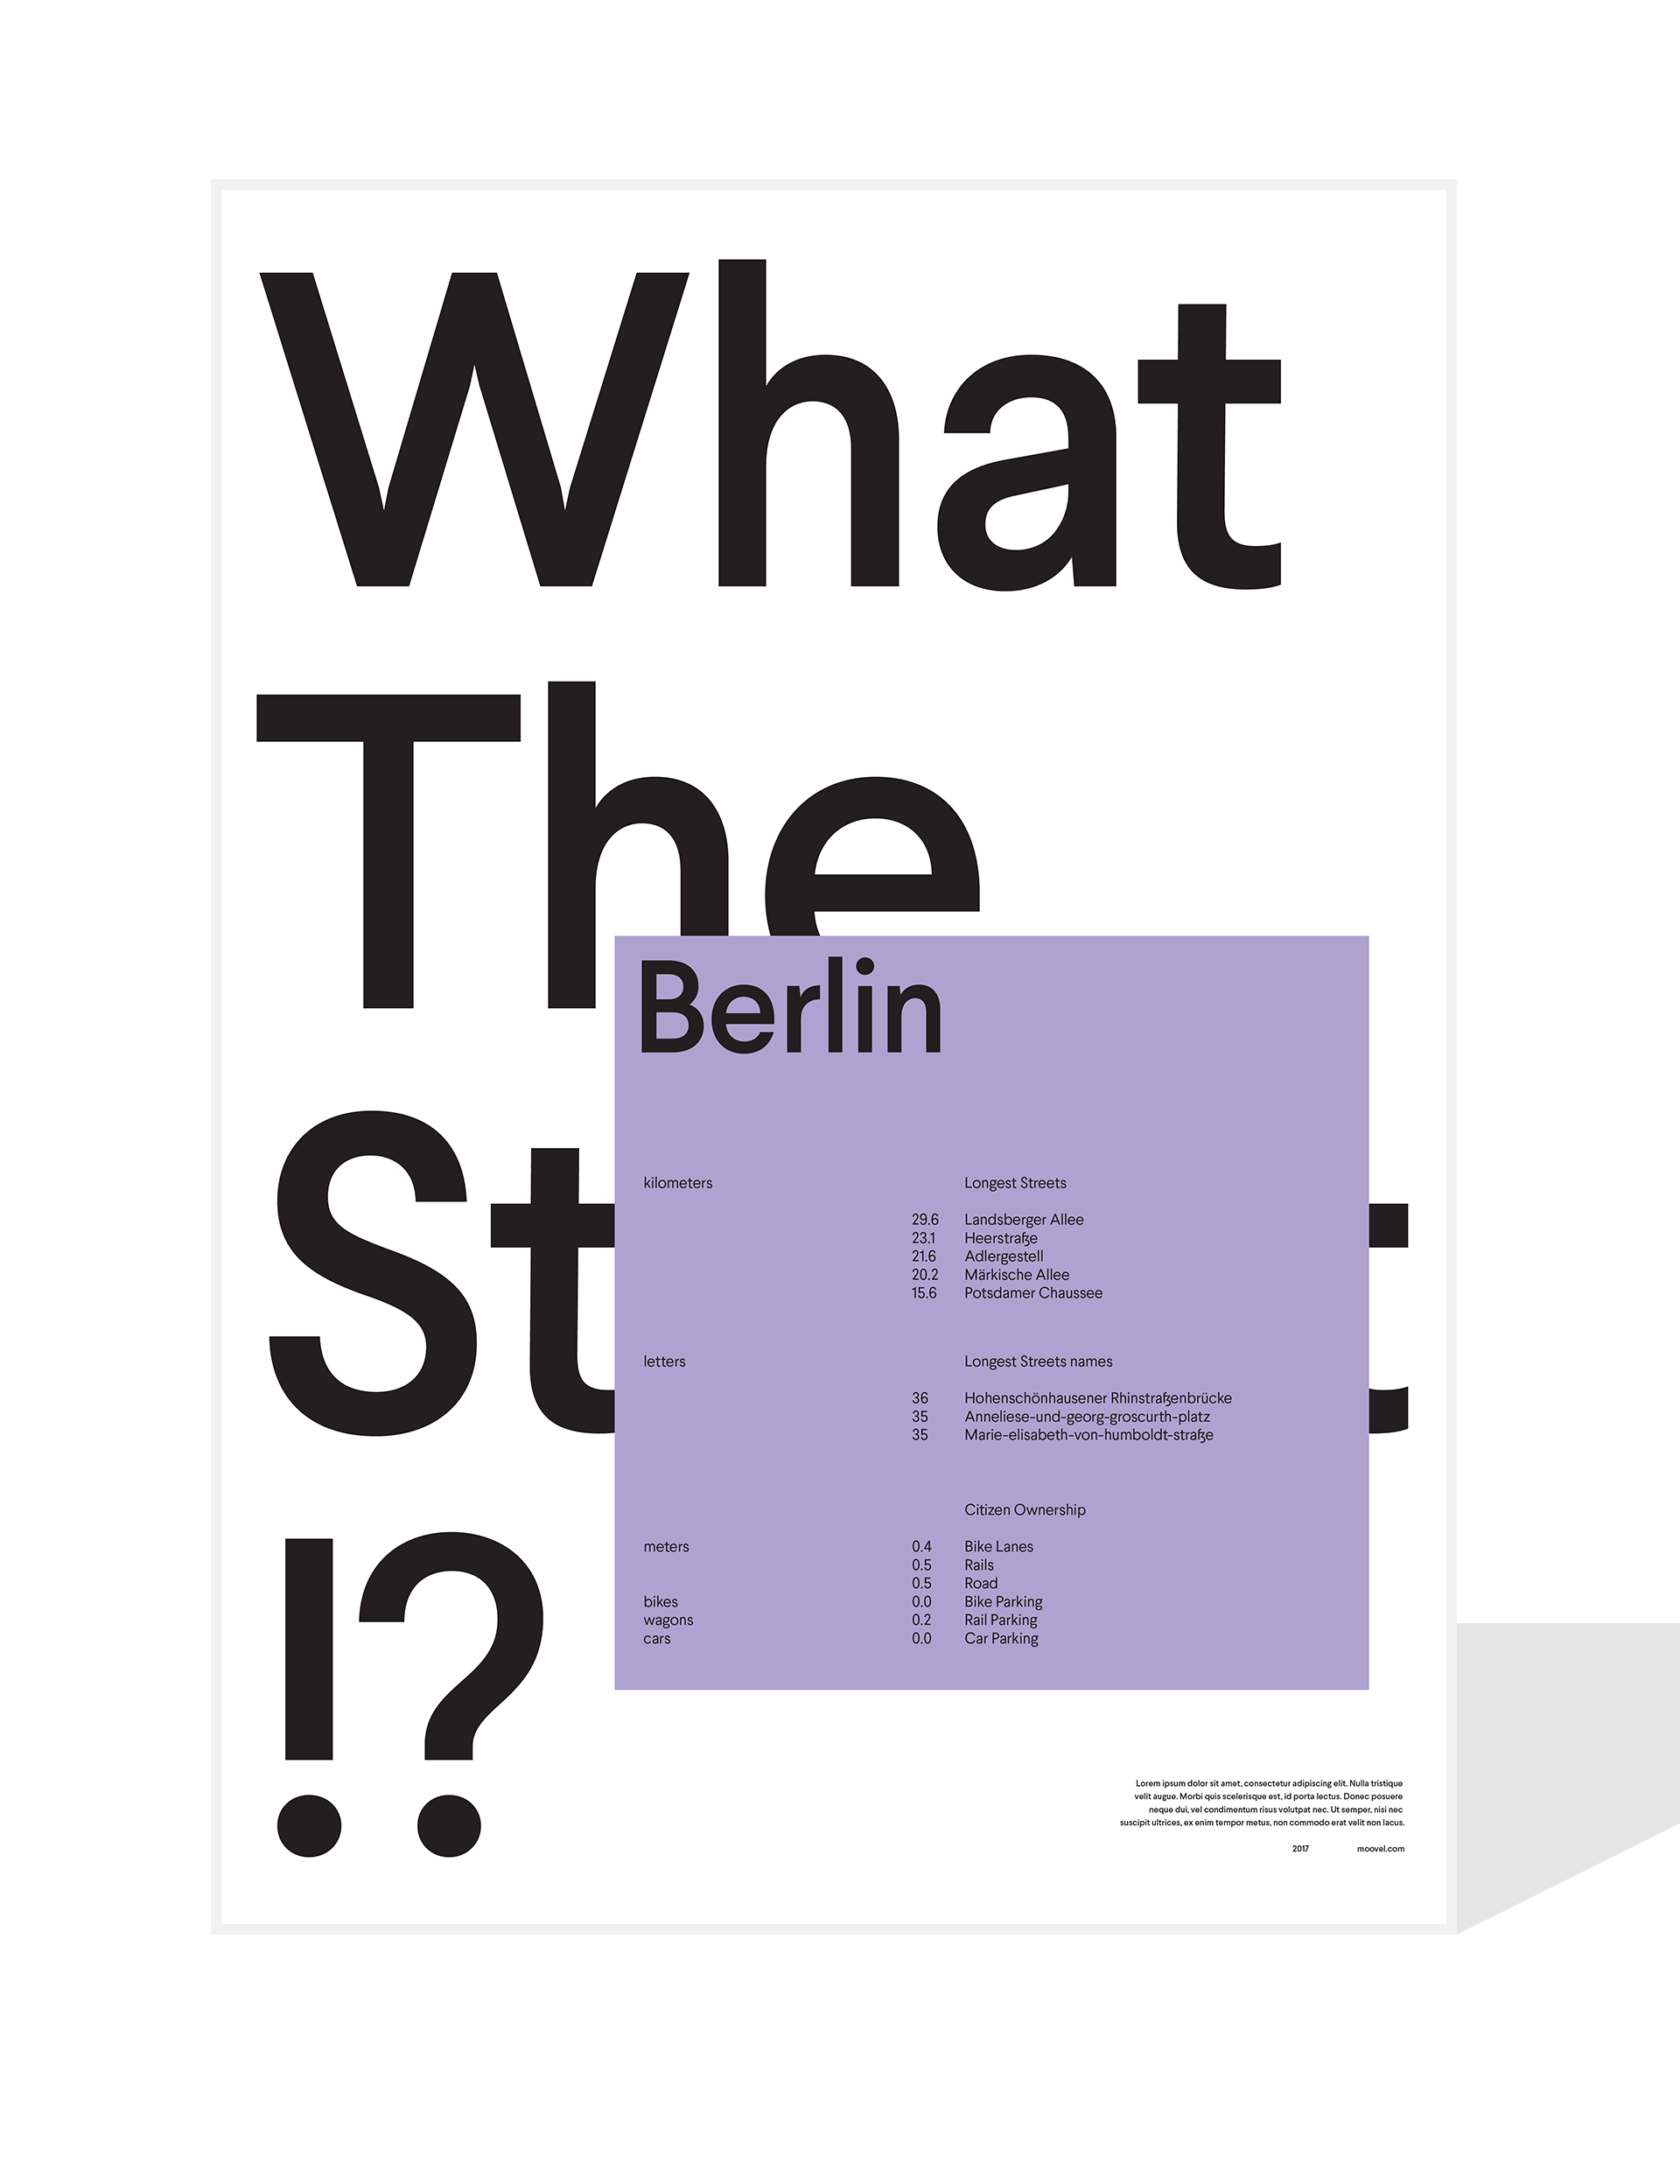 What
The
St t
!?
Berlin
kilometers Longest Streets
29.6 Landsberger Allee
23.1 Heerstraße
21.6 Adlergestell
20.2 Märkische Allee
15.6 Potsdamer Chaussee
letters Longest Streets names
36 Hohenschönhausener Rhinstraßenbrücke
35 Anneliese-und-georg-groscurth-platz
35 Marie-elisabeth-von-humboldt-straße
Citizen Ownership
meters 0.4 Bike Lanes
0.5 Rails
0.5 Road
bikes 0.0 Bike Parking
wagons 0.2 Rail Parking
cars 0.0 Car Parking
Lorem ipsum dolor sit amet, consectetur adipiscing elit. Nulla tristique
velit augue. Morbi quis scelerisque est, id porta lectus. Donec posuere
neque dui, vel condimentum risus volutpat nec. Ut semper, nisi nec
suscipit ultrices, ex enim tempor metus, non commodo erat velit non lacus.
2017 moovel.com